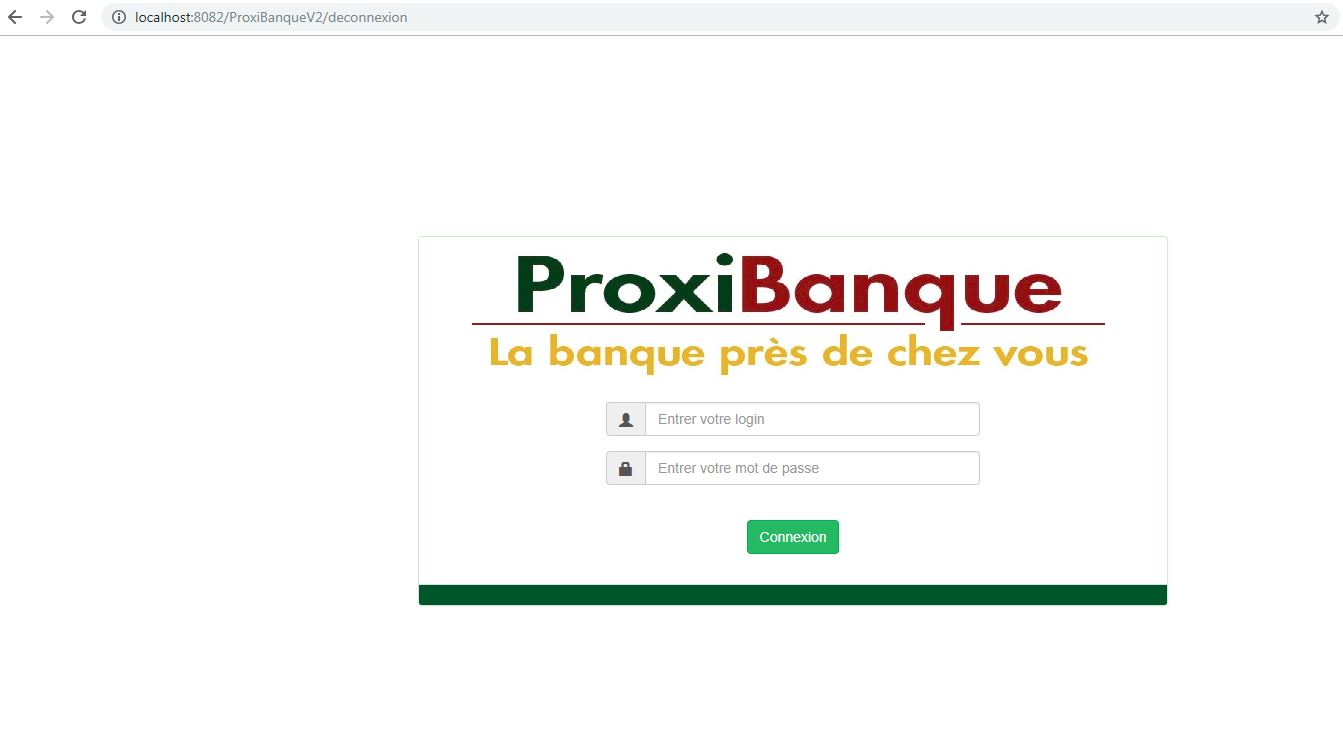 localhost:8082/ProxiBanqueV2/deconnexion
ProxiBanque
La banque près de chez vous
Entrer votre login
Entrer votre mot de passe
Connexion